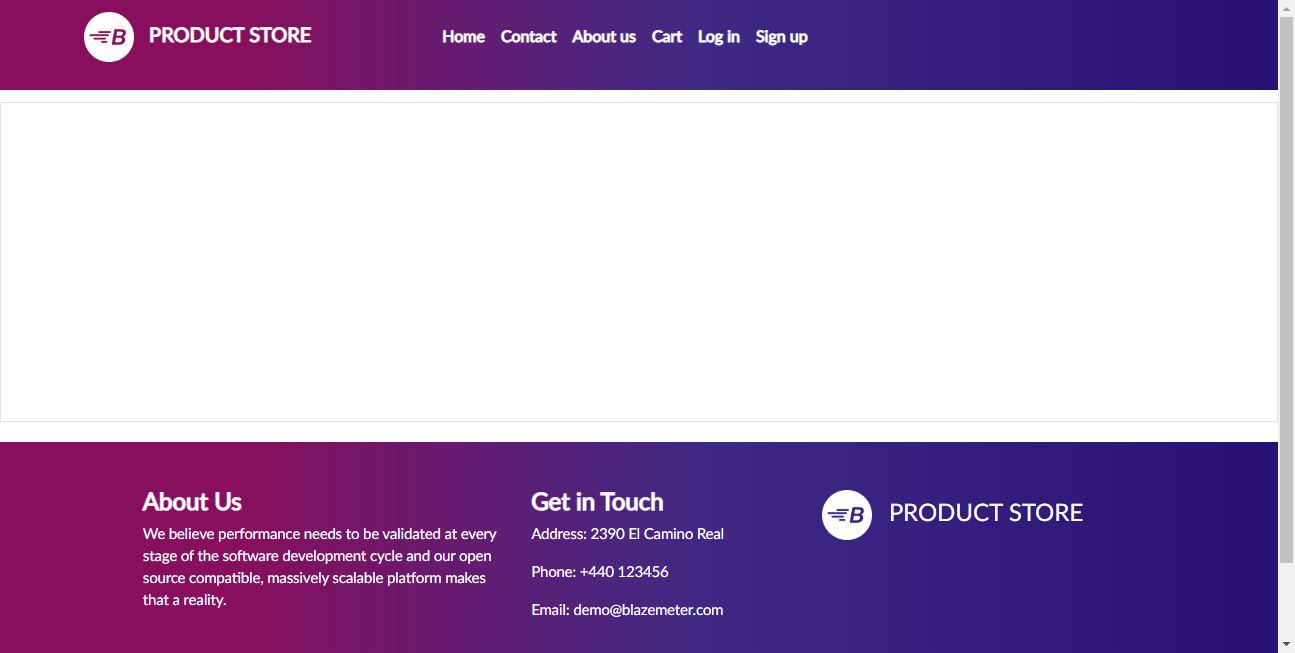 B PRODUCT STORE
Home Contact About us Cart Log in Sign up
About Us
We believe performance needs to be validated at every
stage of the software development cycle and our open
source compatible, massively scalable platform makes
that a reality.
Get in Touch
Address: 2390 El Camino Real
Phone: +440 123456
Email: demo@blazemeter.com
B PRODUCT STORE